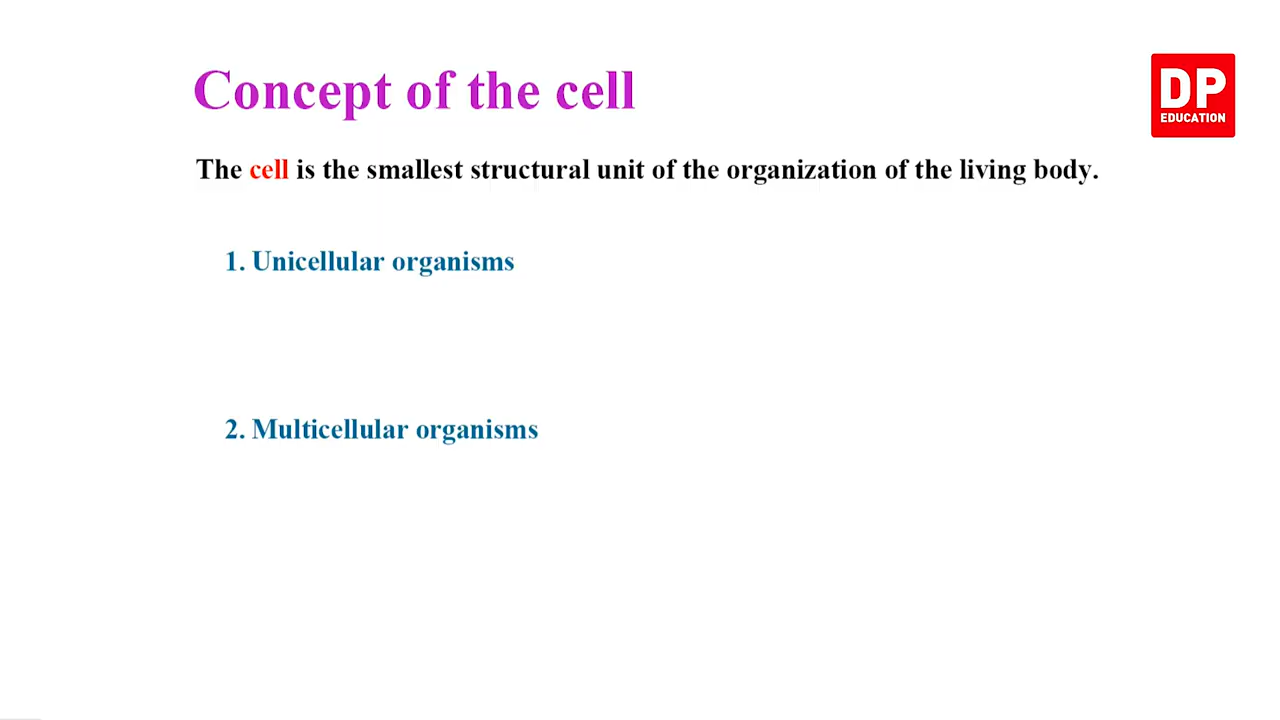 Concept of the cell
DP
EDUCATION
The cell is the smallest structural unit of the organization of the living body.
1. Unicellular organisms
2. Multicellular organisms